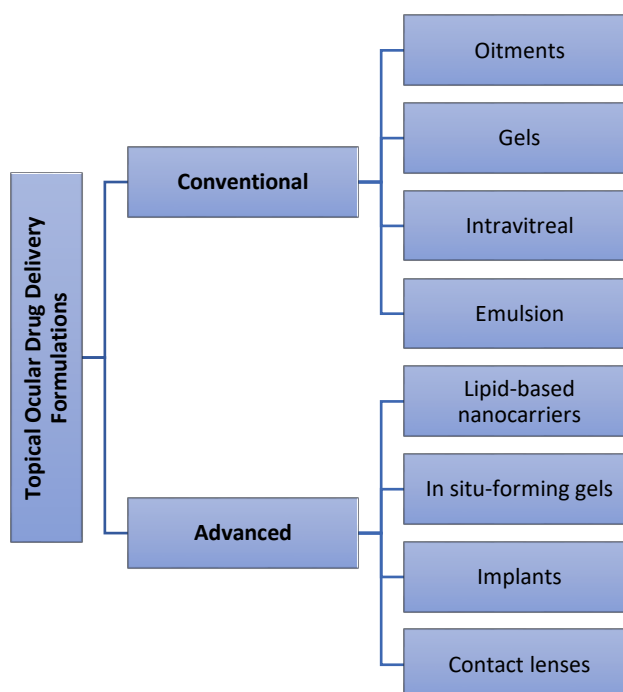 Topical Ocular Drug Delivery
Formulations
Conventional
Oitments
Gels
Intravitreal
Emulsion
Advanced
Lipid-based
nanocarriers
In situ-forming gels
Implants
Contact lenses